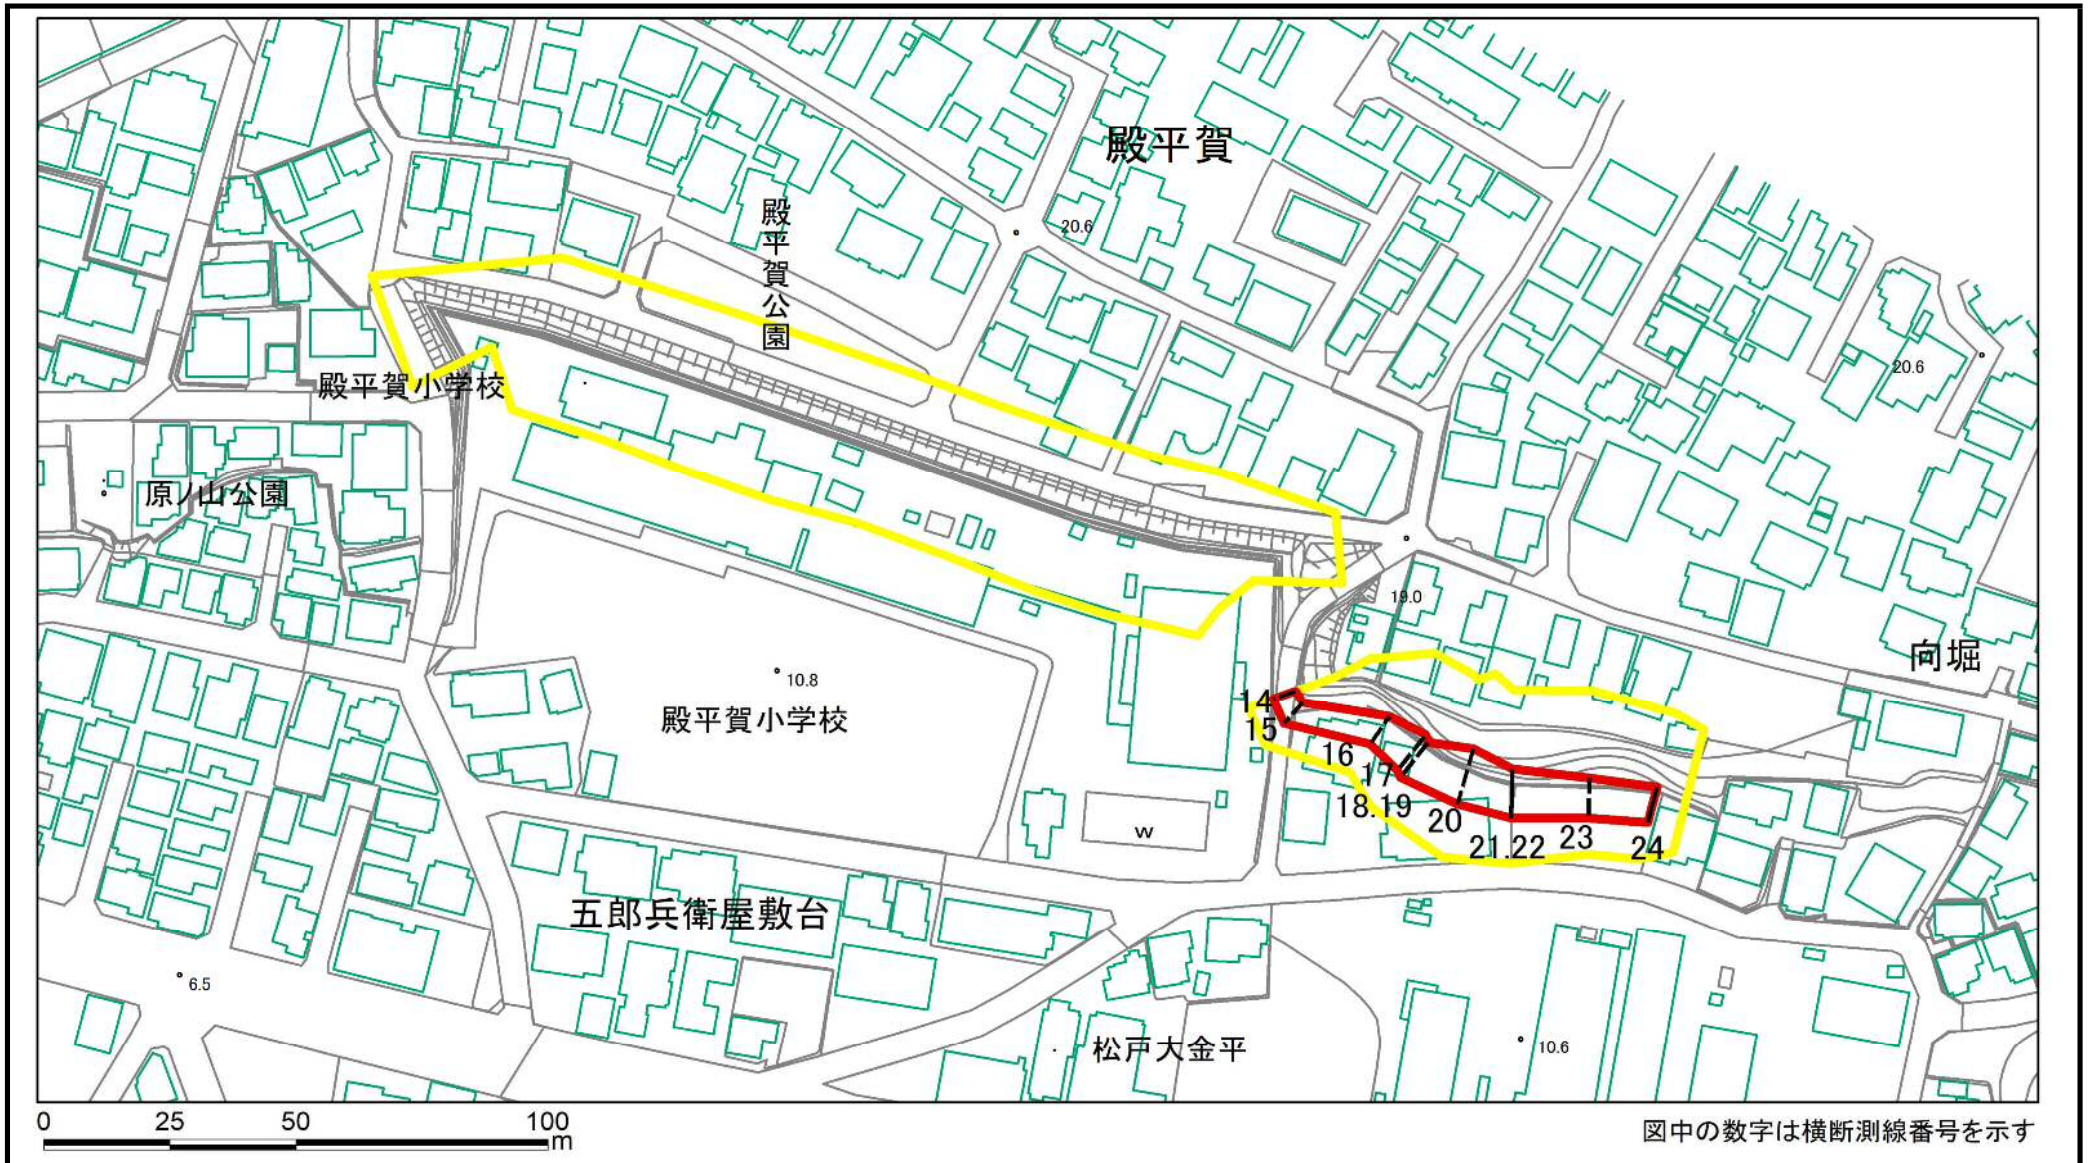 殿平賀
殿平賀公園
20.6
20.6
殿平賀小学校
原ノ山公園
19.0
向堀
10.8
殿平賀小学校
14
15
16
17
18.19
20
21.22
23
24
W
五郎兵衛屋敷台
6.5
松戸大金平
10.6
0 25 50 100
m
図中の数字は横断測線番号を示す